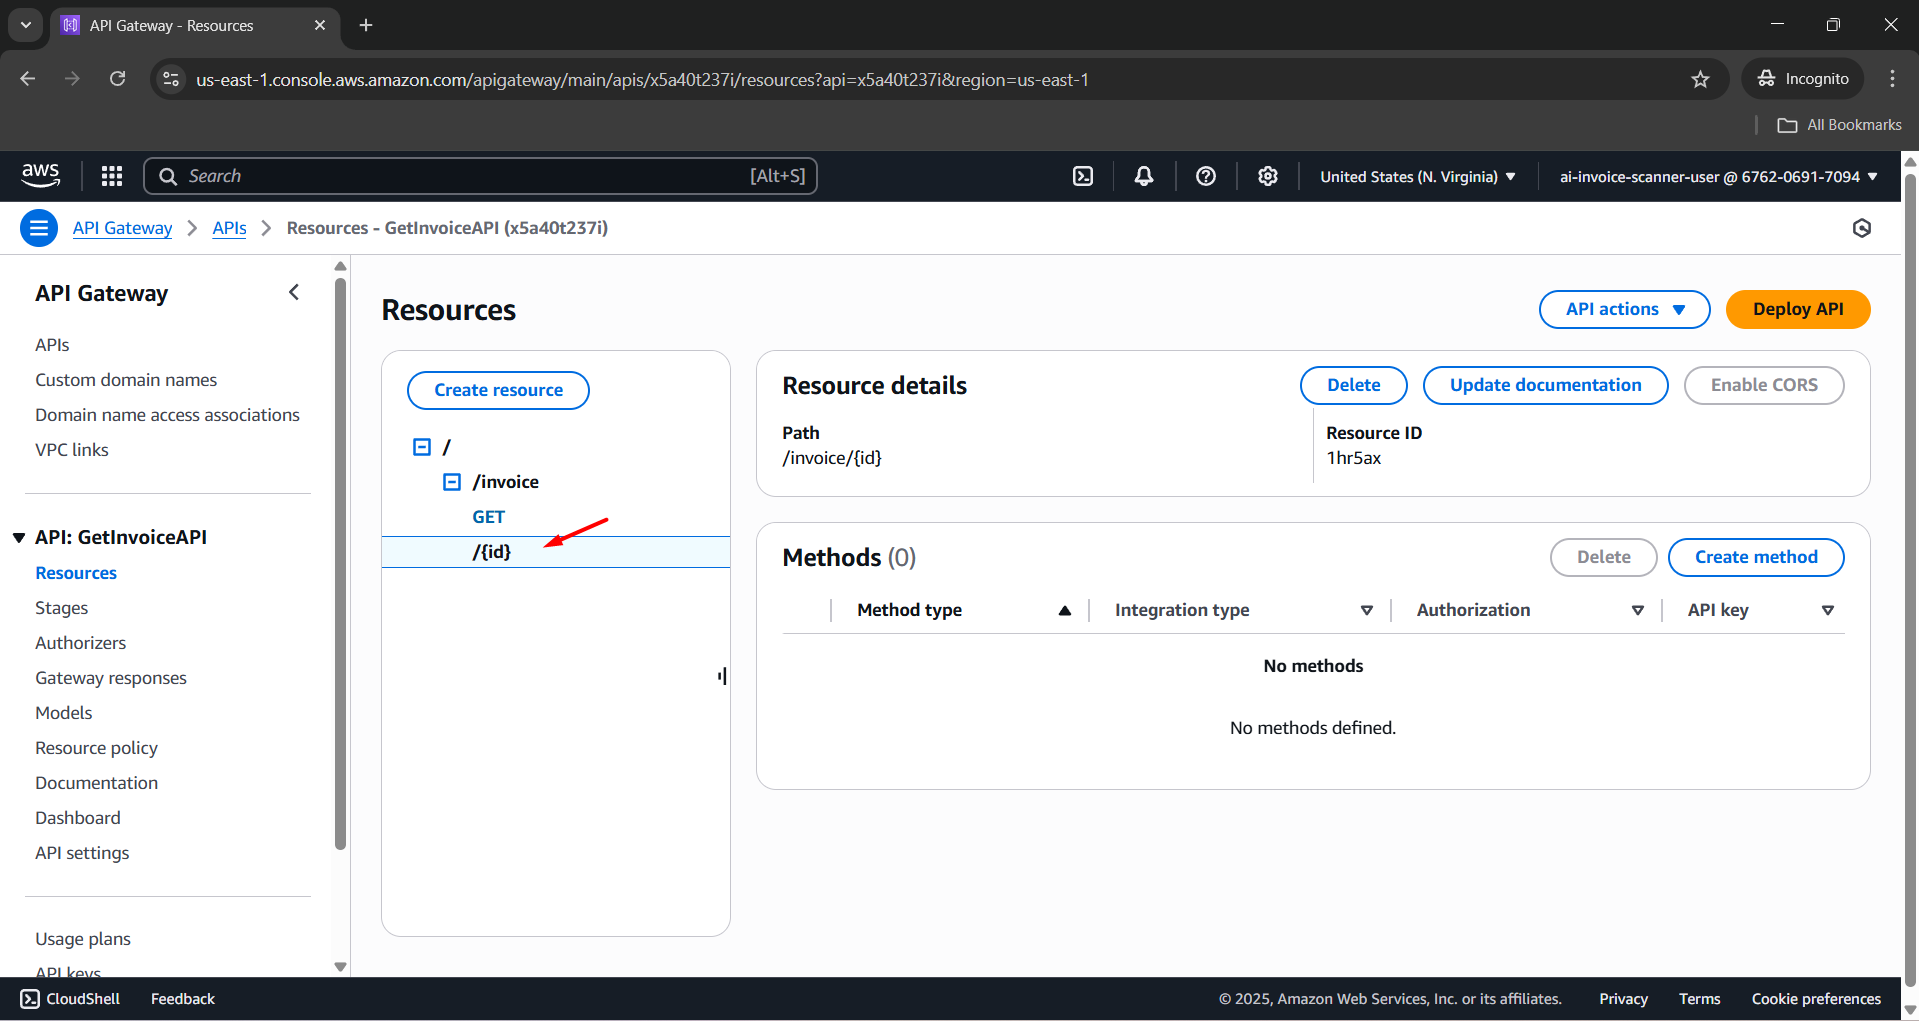 API Gateway - Resources
us-east-1.console.aws.amazon.com/apigateway/main/apis/x5a40t237i/resources?api=x5a40t237i&region=us-east-1
Incognito
All Bookmarks
aws
Search
[Alt+S]
United States (N. Virginia)
ai-invoice-scanner-user @ 6762-0691-7094
API Gateway
APIs
Resources - GetInvoiceAPI (x5a40t237i)
API Gateway
APIs
Custom domain names
Domain name access associations
VPC links
API: GetInvoiceAPI
Resources
Stages
Authorizers
Gateway responses
Models
Resource policy
Documentation
Dashboard
API settings
Usage plans
API keys
Resources
API actions
Deploy API
Create resource
/
/invoice
GET
/{id}
Resource details
Delete
Update documentation
Enable CORS
Path
/invoice/{id}
Resource ID
1hr5ax
Methods (0)
Delete
Create method
Method type
Integration type
Authorization
API key
No methods
No methods defined.
CloudShell
Feedback
© 2025, Amazon Web Services, Inc. or its affiliates.
Privacy
Terms
Cookie preferences